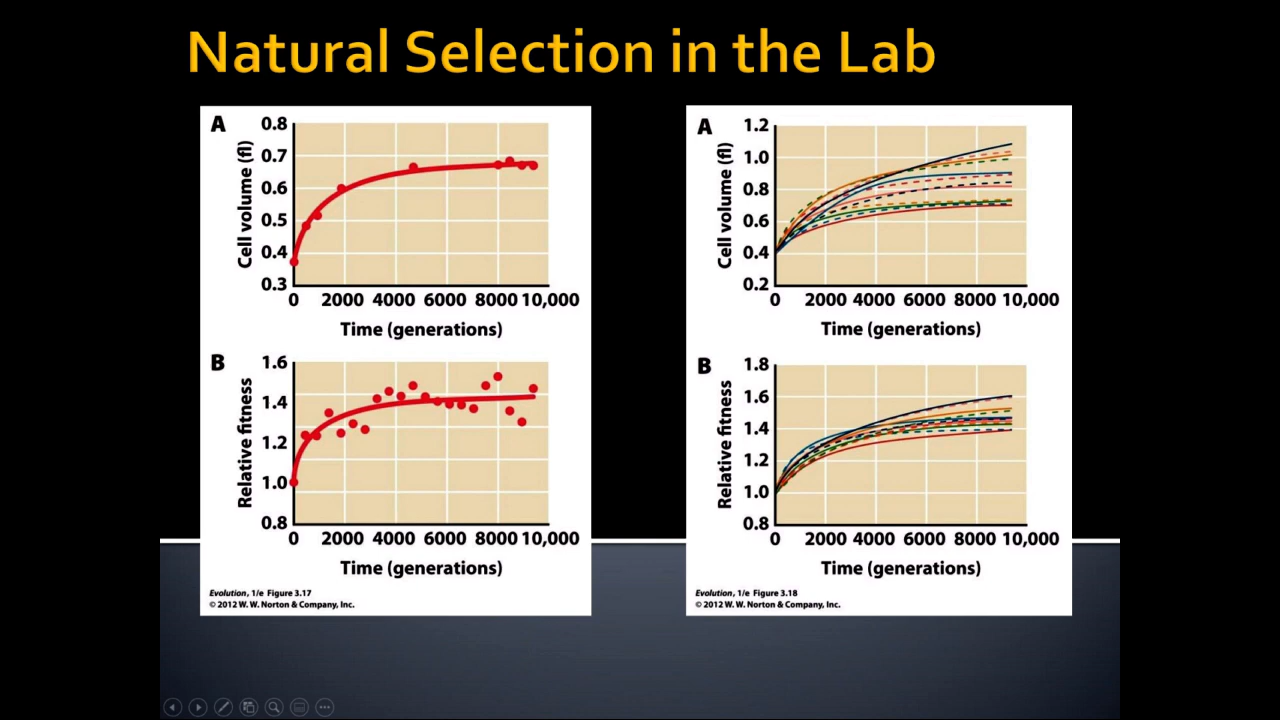 Natural Selection in the Lab
A
0.8
0.7
0.6
0.5
0.4
0.3
Cell volume (fl)
0 2000 4000 6000 8000 10,000
Time (generations)
B
1.6
1.4
1.2
1.0
0.8
Relative fitness
0 2000 4000 6000 8000 10,000
Time (generations)
Evolution, 1/e Figure 3.17
© 2012 W. W. Norton & Company, Inc.
A
1.2
1.0
0.8
0.6
0.4
0.2
Cell volume (fl)
0 2000 4000 6000 8000 10,000
Time (generations)
B
1.8
1.6
1.4
1.2
1.0
0.8
Relative fitness
0 2000 4000 6000 8000 10,000
Time (generations)
Evolution, 1/e Figure 3.18
© 2012 W. W. Norton & Company, Inc.